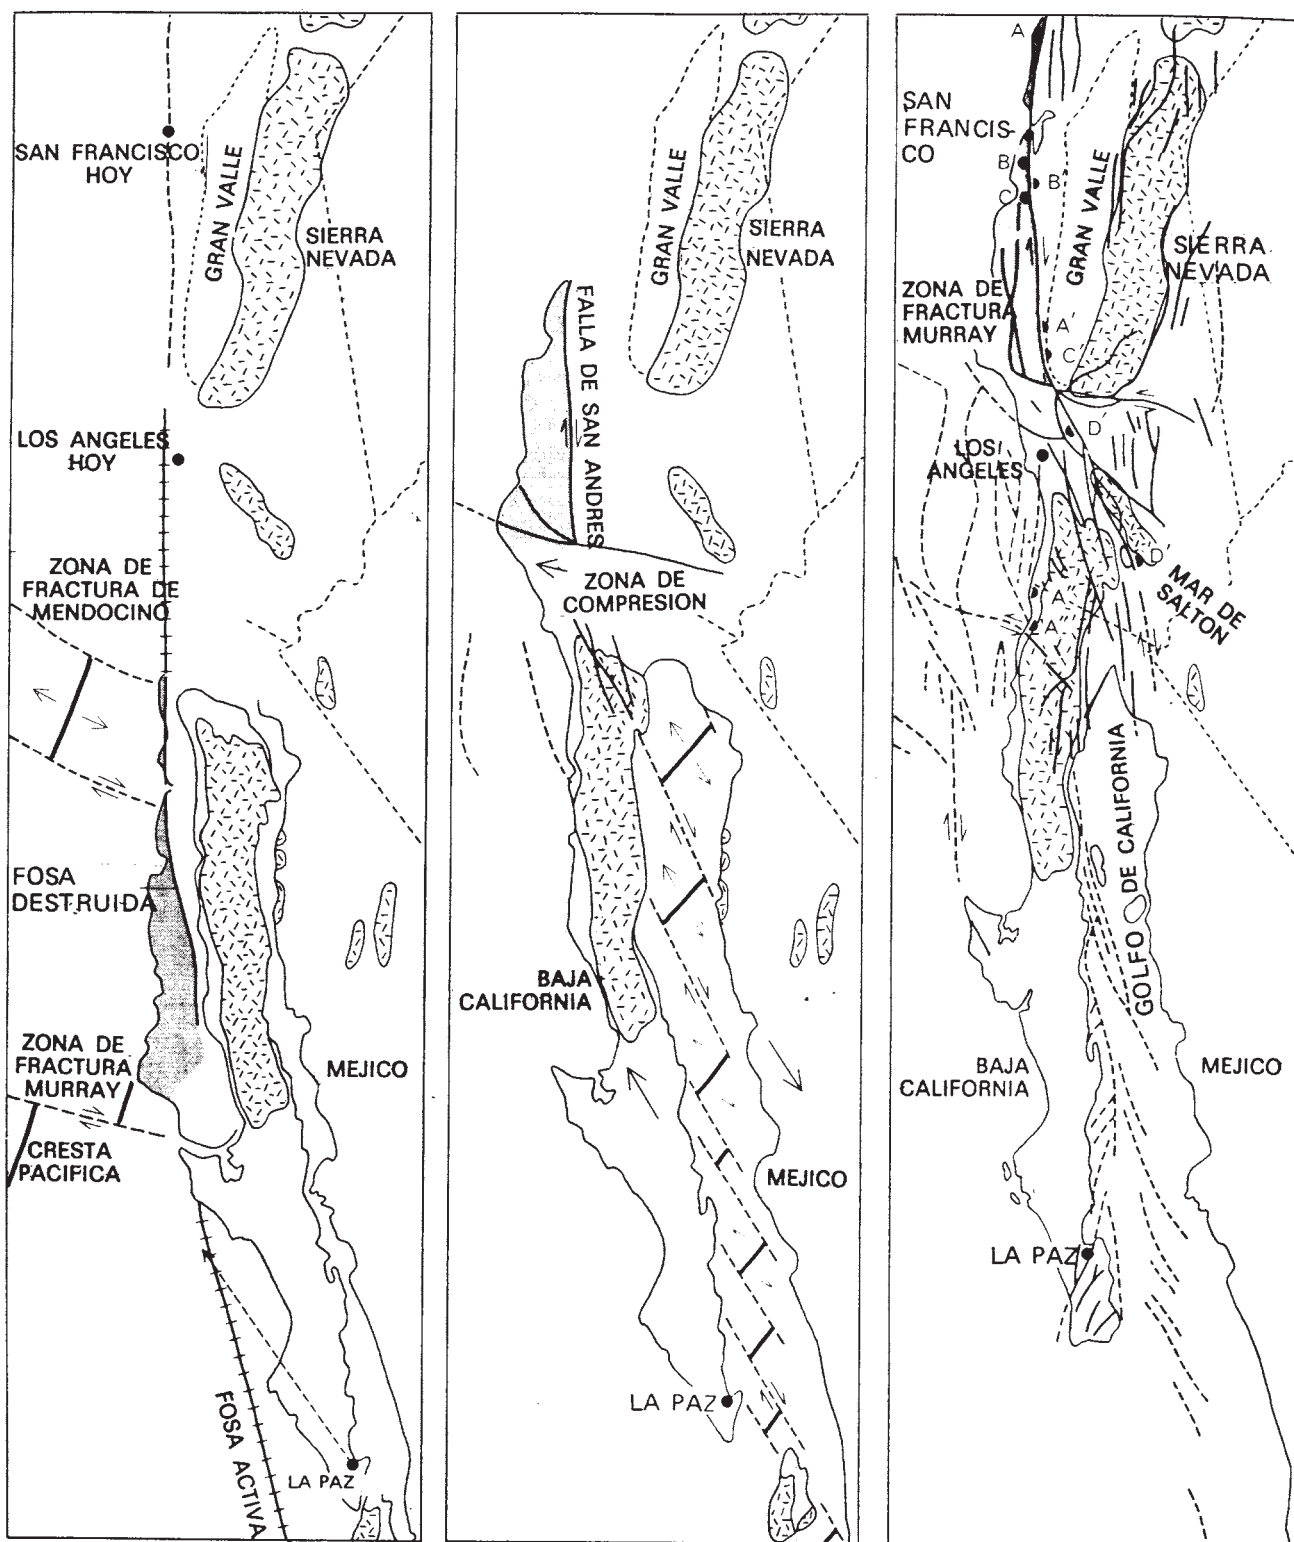 SAN FRANCISCO
HOY
GRAN VALLE
SIERRA
NEVADA
LOS ANGELES
HOY
ZONA DE
FRACTURA DE
MENDOCINO
FOSA
DESTRUIDA
ZONA DE
FRACTURA
MURRAY
CRESTA
PACIFICA
MEJICO
FOSA ACTIVA
LA PAZ
GRAN VALLE
SIERRA
NEVADA
FALLA DE SAN ANDRES
ZONA DE
COMPRESION
BAJA
CALIFORNIA
MEJICO
LA PAZ
A
SAN
FRANCIS-
CO
B
B'
C
GRAN VALLE
SIERRA
NEVADA
ZONA DE
FRACTURA
MURRAY
A'
C'
D'
LOS
ANGELES
D
MAR DE
SALTON
A
A
GOLFO DE CALIFORNIA
BAJA
CALIFORNIA
MEJICO
LA PAZ